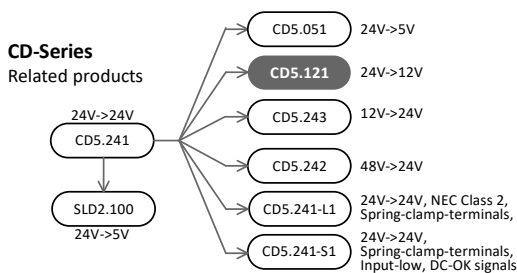 CD-Series
Related products
24V->24V
CD5.241
SLD2.100
24V->5V
CD5.051
24V->5V
CD5.121
24V->12V
CD5.243
12V->24V
CD5.242
48V->24V
CD5.241-L1
24V->24V, NEC Class 2,
Spring-clamp-terminals,
CD5.241-S1
24V->24V,
Spring-clamp-terminals,
Input-low, DC-OK signals